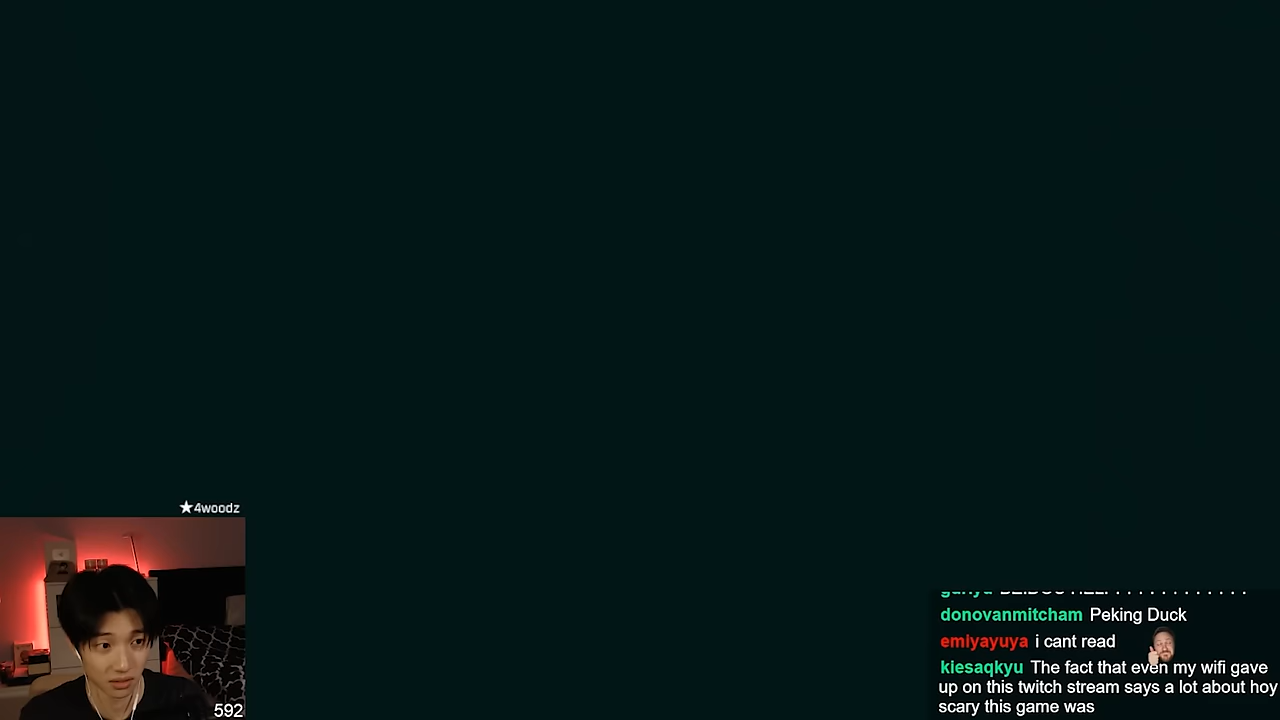 ★4woodz
592
donovanmitcham Peking Duck
emiyayuya i cant read
kiesaqkyu The fact that even my wifi gave
up on this twitch stream says a lot about hoy
scary this game was